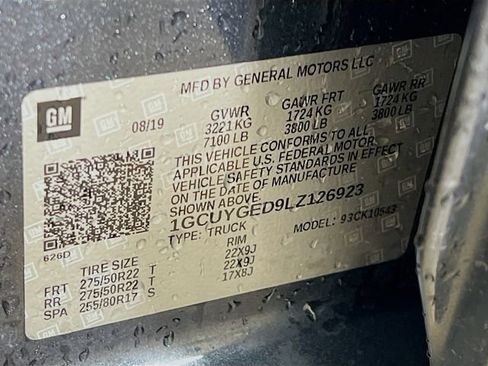 MFD BY GENERAL MOTORS LLC
GM
08/19 GVWR GAWR FRT GAWR RR
3221 KG 1724 KG 1724 KG
7100 LB 3800 LB 3800 LB
THIS VEHICLE CONFORMS TO ALL
APPLICABLE U.S. FEDERAL MOTOR
VEHICLE SAFETY STANDARDS IN EFFECT
ON THE DATE OF MANUFACTURE
SHOWN ABOVE.
1GCUYGED9LZ126923
TYPE: TRUCK MODEL: 93CK10543
626D
TIRE SIZE RIM
FRT 275/50R22 T 22X9J
RR 275/50R22 T 22X9J
SPA 255/80R17 S 17X8J